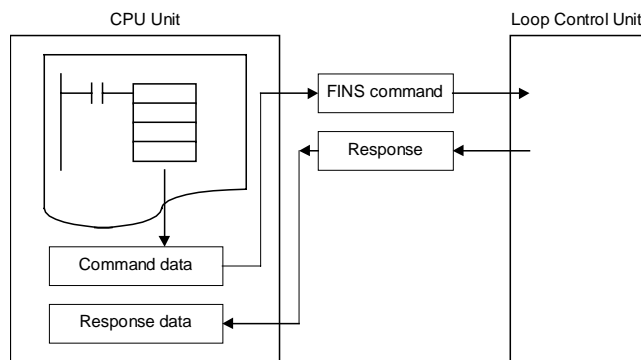 CPU Unit
Loop Control Unit
FINS command
Response
Command data
Response data